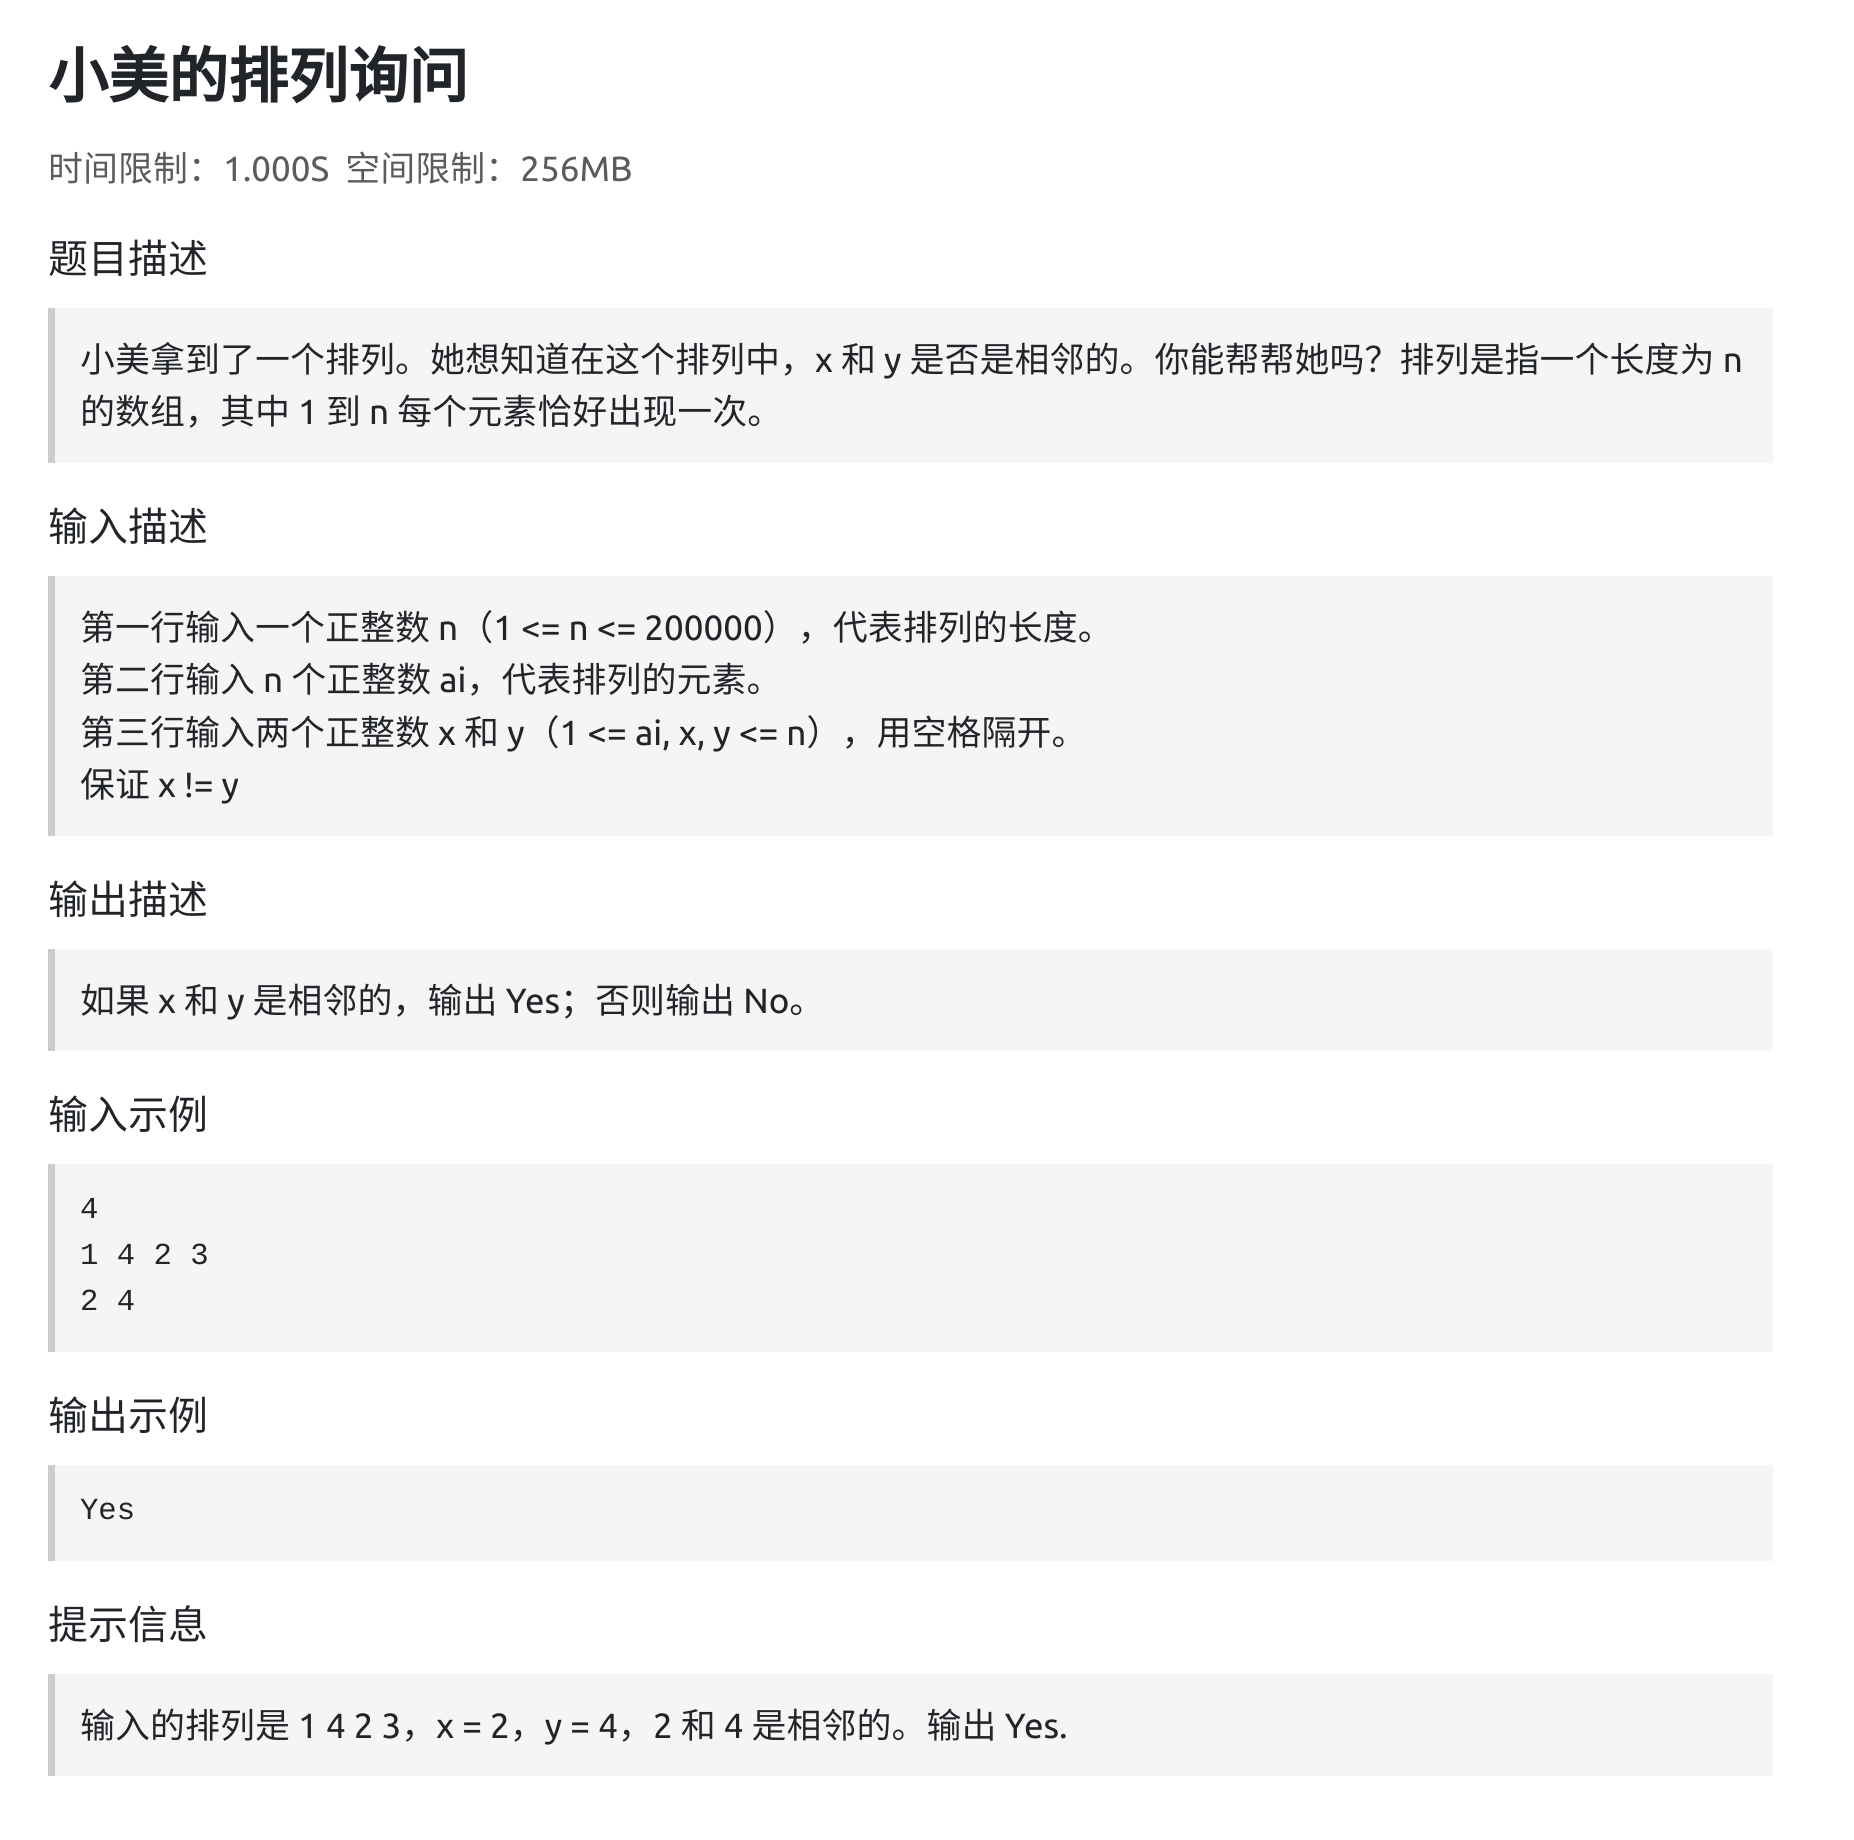 小美的排列询问
时间限制：1.000S 空间限制：256MB
题目描述
小美拿到了一个排列。她想知道在这个排列中，x 和 y 是否是相邻的。你能帮帮她吗？排列是指一个长度为 n
的数组，其中 1 到 n 每个元素恰好出现一次。
输入描述
第一行输入一个正整数 n（1 <= n <= 200000），代表排列的长度。
第二行输入 n 个正整数 ai，代表排列的元素。
第三行输入两个正整数 x 和 y（1 <= ai, x, y <= n），用空格隔开。
保证 x != y
输出描述
如果 x 和 y 是相邻的，输出 Yes；否则输出 No。
输入示例
4
1 4 2 3
2 4
输出示例
Yes
提示信息
输入的排列是 1 4 2 3，x = 2，y = 4，2 和 4 是相邻的。输出 Yes.